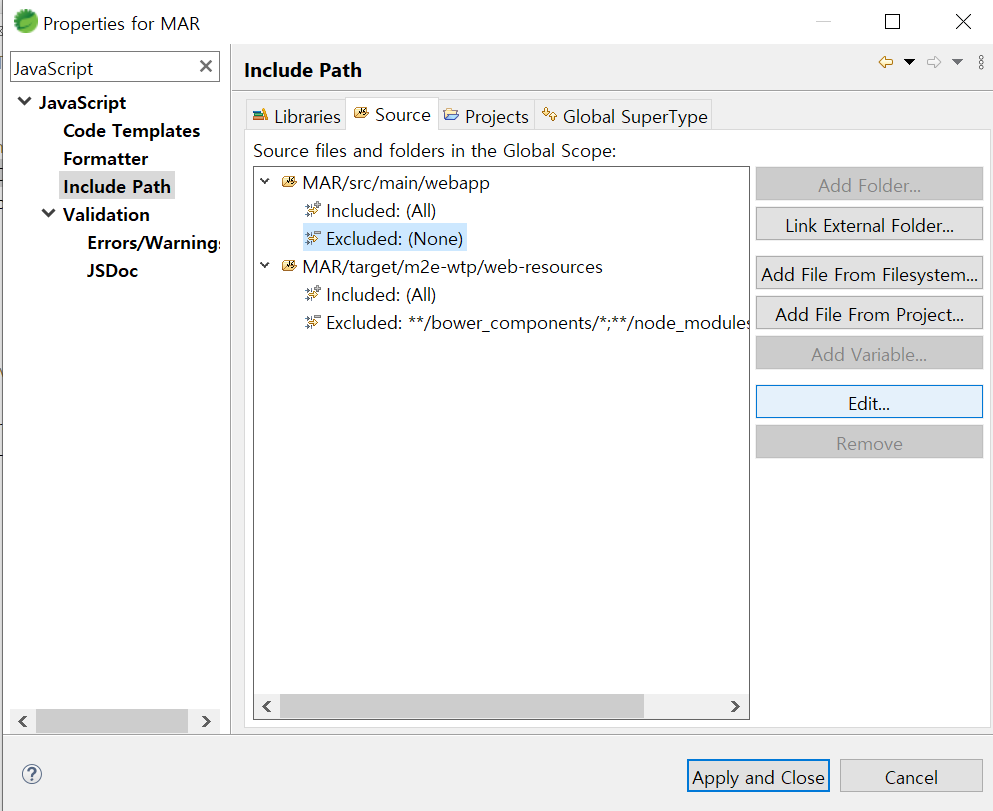 Properties for MAR
JavaScript
JavaScript
Code Templates
Formatter
Include Path
Validation
Errors/Warning
JSDoc
Include Path
Libraries
Source
Projects
Global SuperType
Source files and folders in the Global Scope:
MAR/src/main/webapp
Included: (All)
Excluded: (None)
MAR/target/m2e-wtp/web-resources
Included: (All)
Excluded: **/bower_components/*;**/node_modules
Add Folder...
Link External Folder...
Add File From Filesystem...
Add File From Project...
Add Variable...
Edit...
Remove
Apply and Close
Cancel